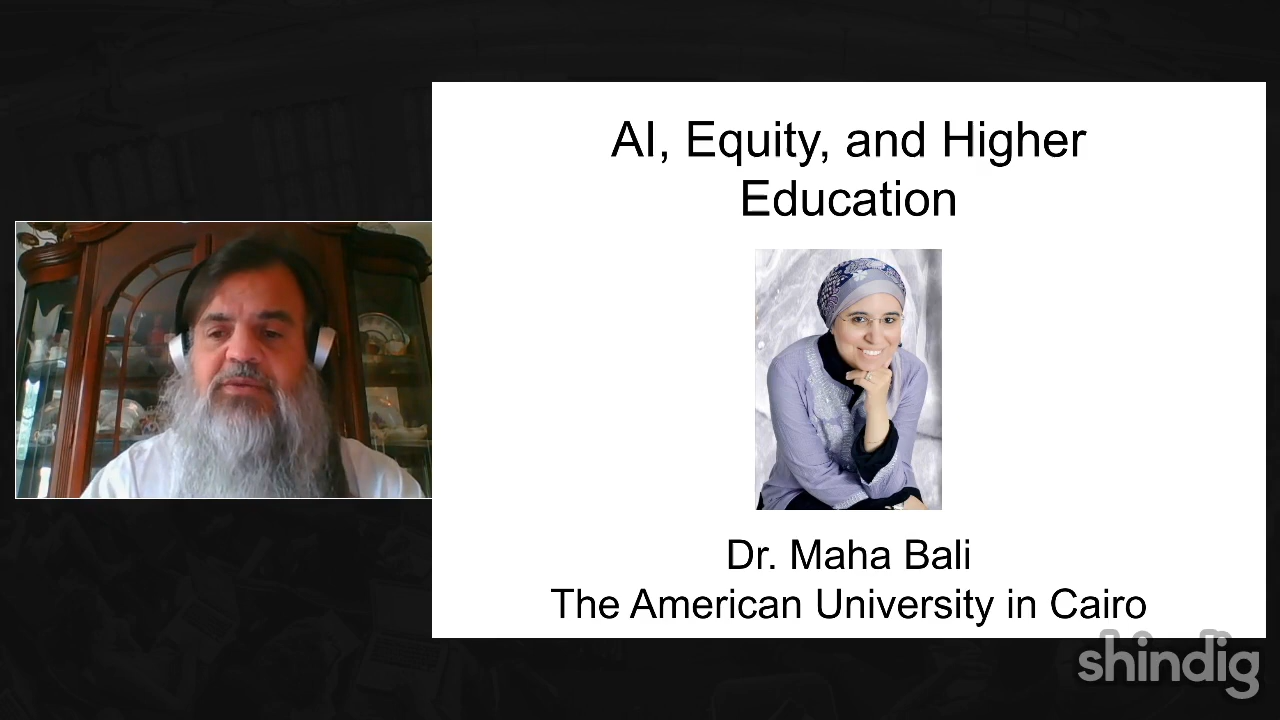 AI, Equity, and Higher
Education
Dr. Maha Bali
The American University in Cairo
shindig